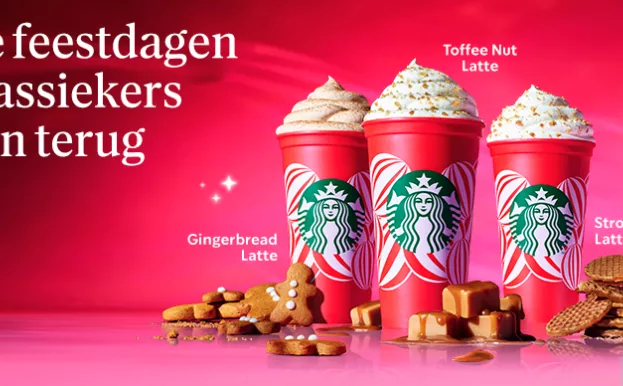 e feestdagen
assiekers
n terug
Toffee Nut
Latte
Gingerbread
Latte
Stro
Latt